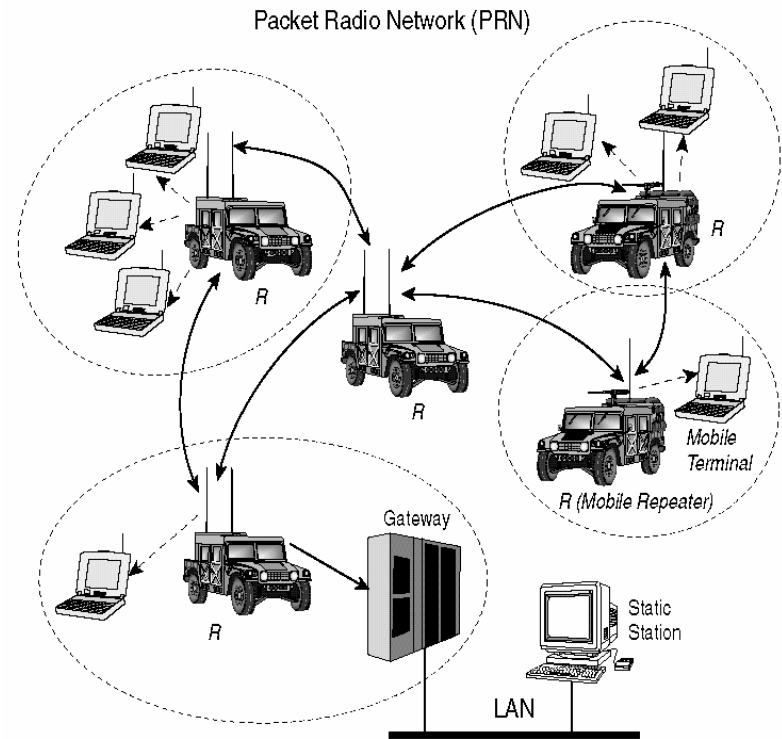 Packet Radio Network (PRN)
R
R
R
Mobile
Terminal
R (Mobile Repeater)
Gateway
R
Static
Station
LAN